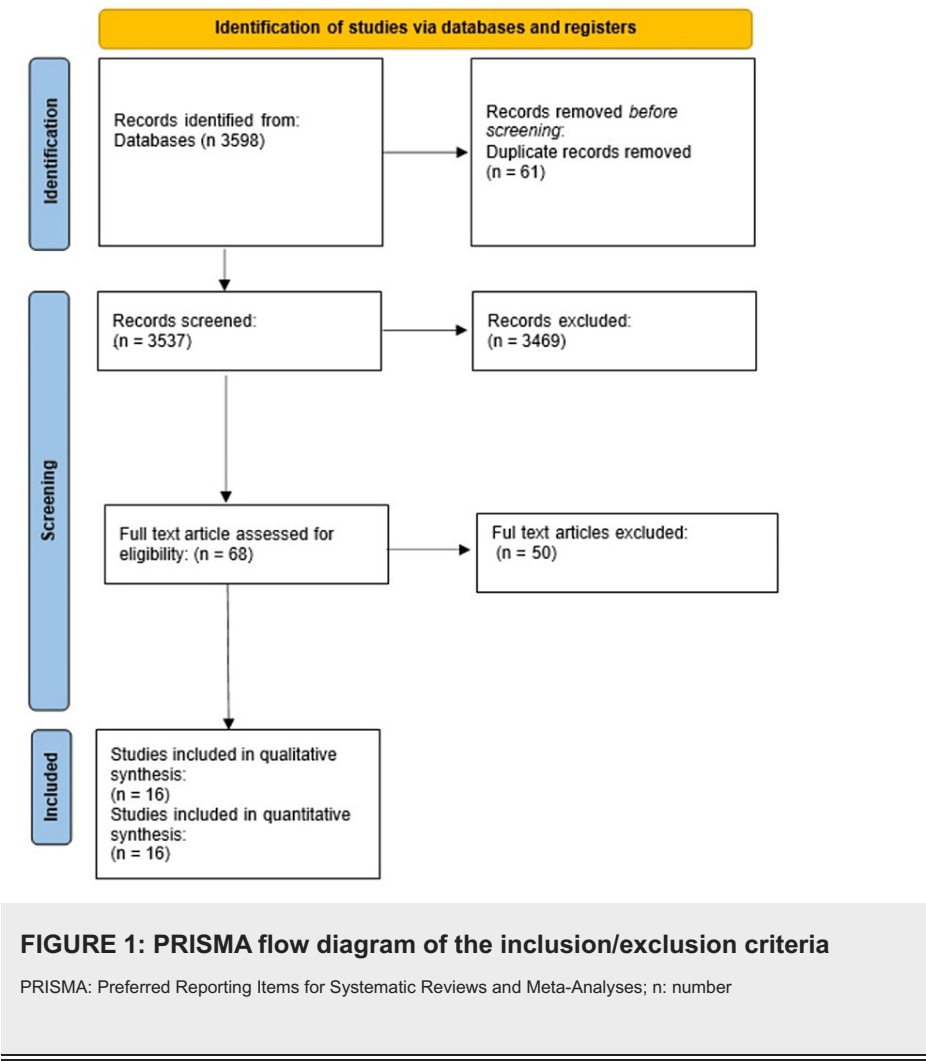 Identification of studies via databases and registers
Identification
Records identified from:
Databases (n 3598)
Records removed before
screening:
Duplicate records removed
(n = 61)
Screening
Records screened:
(n = 3537)
Records excluded:
(n = 3469)
Full text article assessed for
eligibility: (n = 68)
Ful text articles excluded:
(n = 50)
Included
Studies included in qualitative
synthesis:
(n = 16)
Studies included in quantitative
synthesis:
(n = 16)
FIGURE 1: PRISMA flow diagram of the inclusion/exclusion criteria
PRISMA: Preferred Reporting Items for Systematic Reviews and Meta-Analyses; n: number